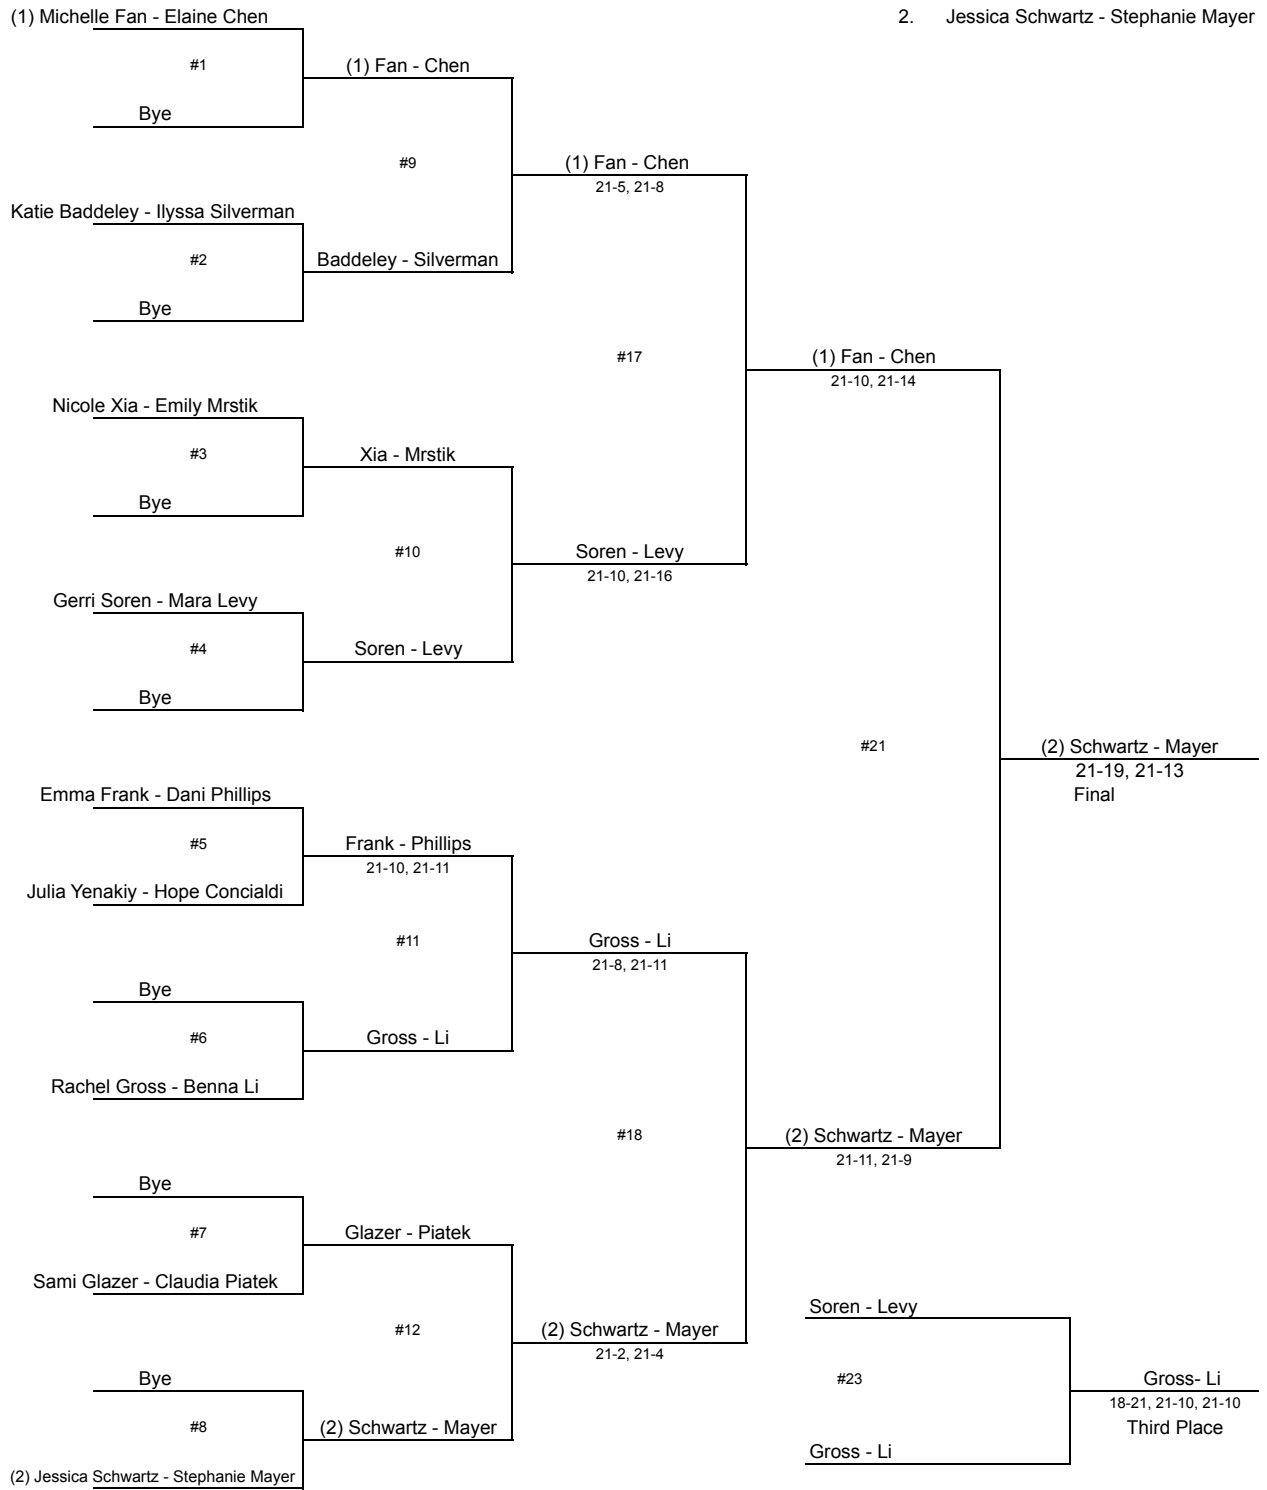 (1) Michelle Fan - Elaine Chen
2. Jessica Schwartz - Stephanie Mayer
#1
(1) Fan - Chen
Bye
#9
(1) Fan - Chen
21-5, 21-8
Katie Baddeley - Ilyssa Silverman
#2
Baddeley - Silverman
Bye
#17
(1) Fan - Chen
21-10, 21-14
Nicole Xia - Emily Mrstik
#3
Xia - Mrstik
Bye
#10
Soren - Levy
21-10, 21-16
Gerri Soren - Mara Levy
#4
Soren - Levy
Bye
#21
(2) Schwartz - Mayer
21-19, 21-13
Final
Emma Frank - Dani Phillips
#5
Frank - Phillips
21-10, 21-11
Julia Yenakiy - Hope Concialdi
#11
Gross - Li
21-8, 21-11
Bye
#6
Gross - Li
Rachel Gross - Benna Li
#18
(2) Schwartz - Mayer
21-11, 21-9
Bye
#7
Glazer - Piatek
Sami Glazer - Claudia Piatek
Soren - Levy
#12
(2) Schwartz - Mayer
21-2, 21-4
Bye
#23
Gross- Li
18-21, 21-10, 21-10
Third Place
#8
(2) Schwartz - Mayer
Gross - Li
(2) Jessica Schwartz - Stephanie Mayer